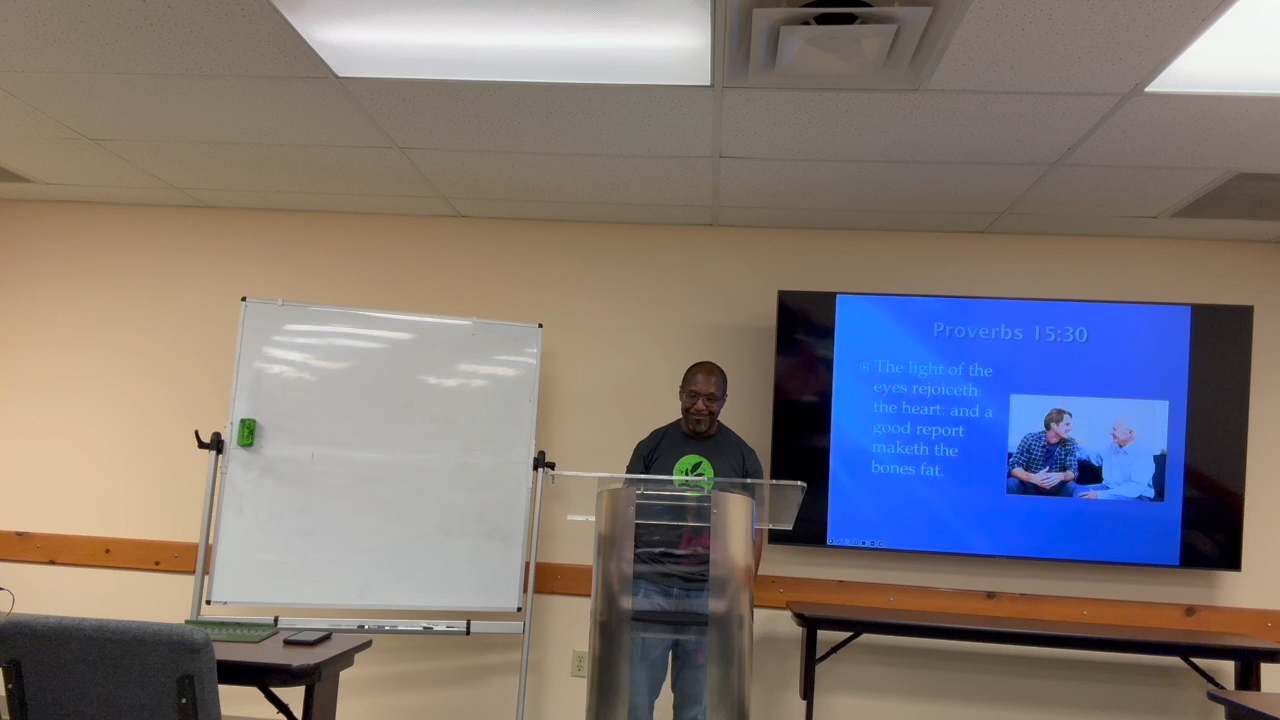 Proverbs 15:30
The light of the
eyes rejoiceth
the heart: and a
good report
maketh the
bones fat.